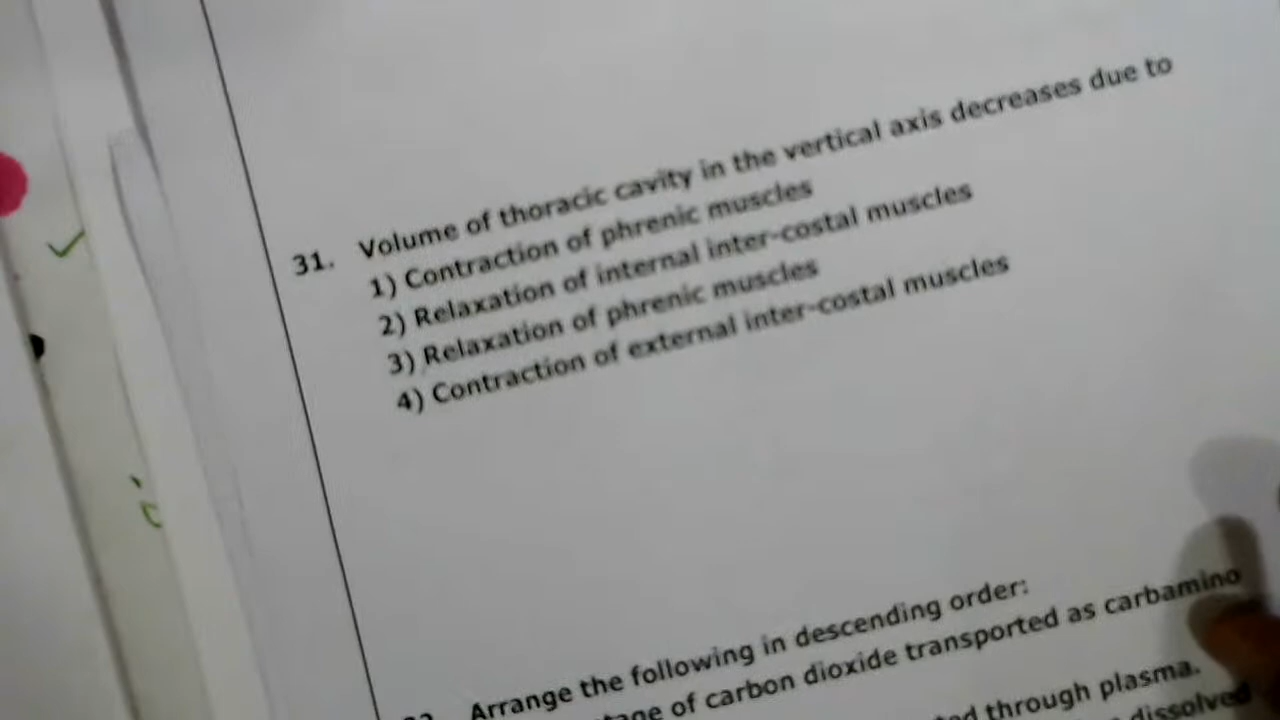 31. Volume of thoracic cavity in the vertical axis decreases due to
1) Contraction of phrenic muscles
2) Relaxation of internal inter-costal muscles
3) Relaxation of phrenic muscles
4) Contraction of external inter-costal muscles
Arrange the following in descending order:
of carbon dioxide transported as carbamino
through plasma.
dissolved